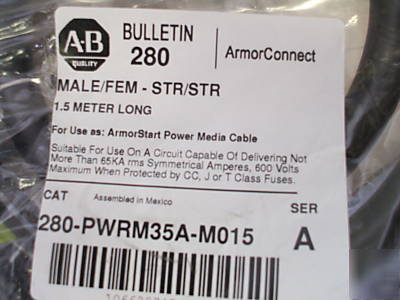 A-B
QUALITY
BULLETIN
280
ArmorConnect
MALE/FEM - STR/STR
1.5 METER LONG
For Use as: ArmorStart Power Media Cable
Suitable For Use On A Circuit Capable Of Delivering Not
More Than 65KA rms Symmetrical Amperes, 600 Volts
Maximum When Protected by CC, J or T Class Fuses.
CAT
Assembled in Mexico
SER
280-PWRM35A-M015
A